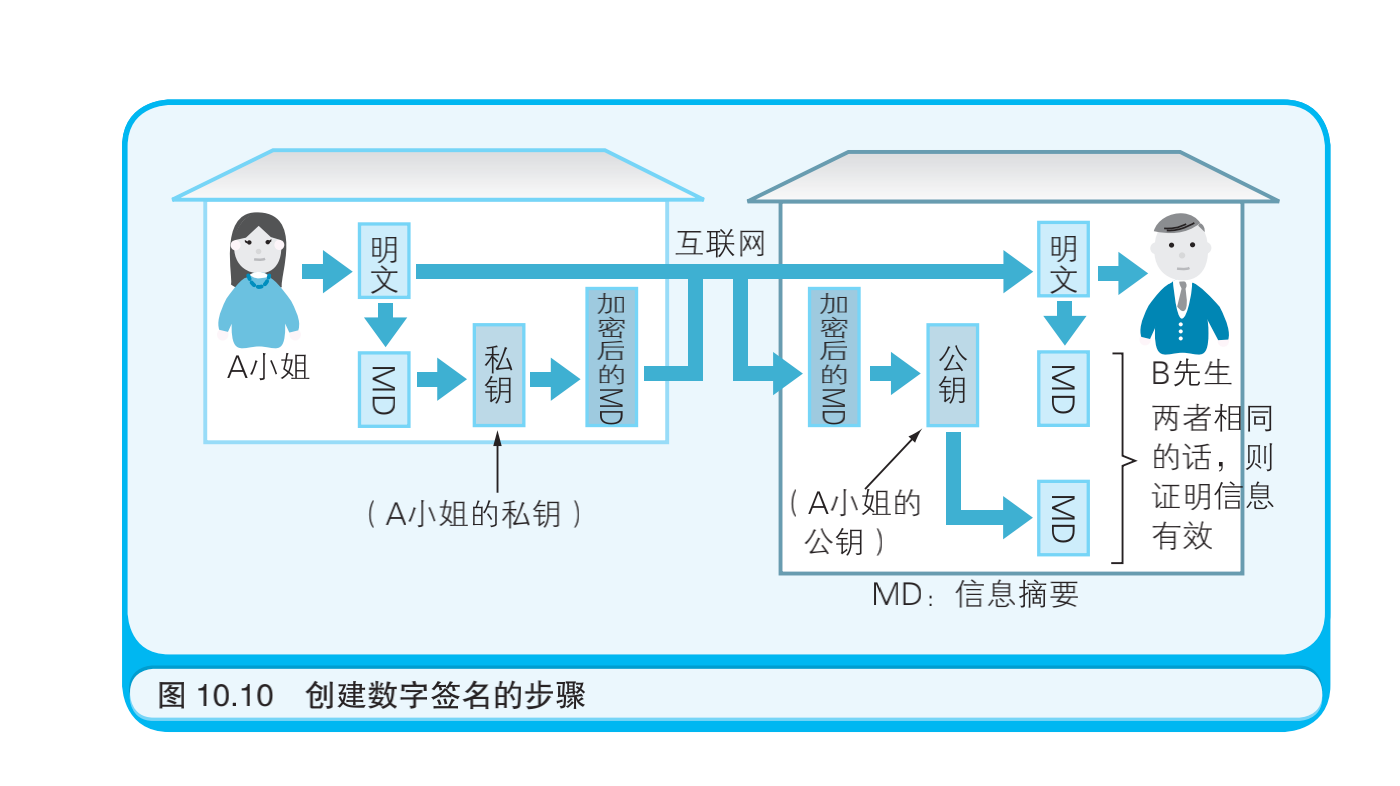 互联网
明文
MD
私钥
加密后的MD
A小姐
（A小姐的私钥）
加密后的MD
公钥
明文
MD
MD
（A小姐的
公钥）
B先生
两者相同
的话，则
证明信息
有效
MD：信息摘要
图 10.10 创建数字签名的步骤